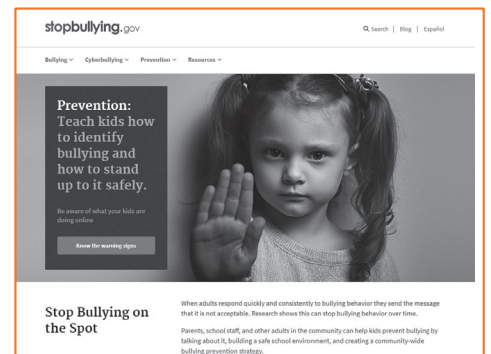 stopbullying.gov
Search | Blog | Español
Bullying Cyberbullying Prevention Resources
Prevention:
Teach kids how
to identify
bullying and
how to stand
up to it safely.
Be aware of what your kids are
doing online
Know the warning signs
Stop Bullying on
the Spot
When adults respond quickly and consistently to bullying behavior they send the message
that it is not acceptable. Research shows this can stop bullying behavior over time.
Parents, school staff, and other adults in the community can help kids prevent bullying by
talking about it, building a safe school environment, and creating a community-wide
bullying prevention strategy.